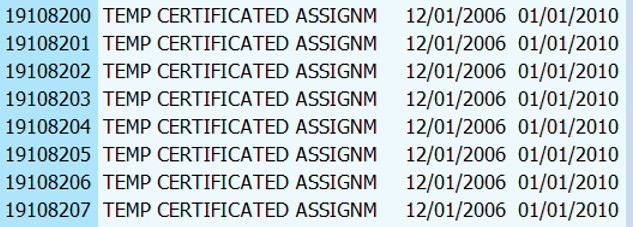 19108200 TEMP CERTIFICATED ASSIGNM 12/01/2006 01/01/2010
19108201 TEMP CERTIFICATED ASSIGNM 12/01/2006 01/01/2010
19108202 TEMP CERTIFICATED ASSIGNM 12/01/2006 01/01/2010
19108203 TEMP CERTIFICATED ASSIGNM 12/01/2006 01/01/2010
19108204 TEMP CERTIFICATED ASSIGNM 12/01/2006 01/01/2010
19108205 TEMP CERTIFICATED ASSIGNM 12/01/2006 01/01/2010
19108206 TEMP CERTIFICATED ASSIGNM 12/01/2006 01/01/2010
19108207 TEMP CERTIFICATED ASSIGNM 12/01/2006 01/01/2010